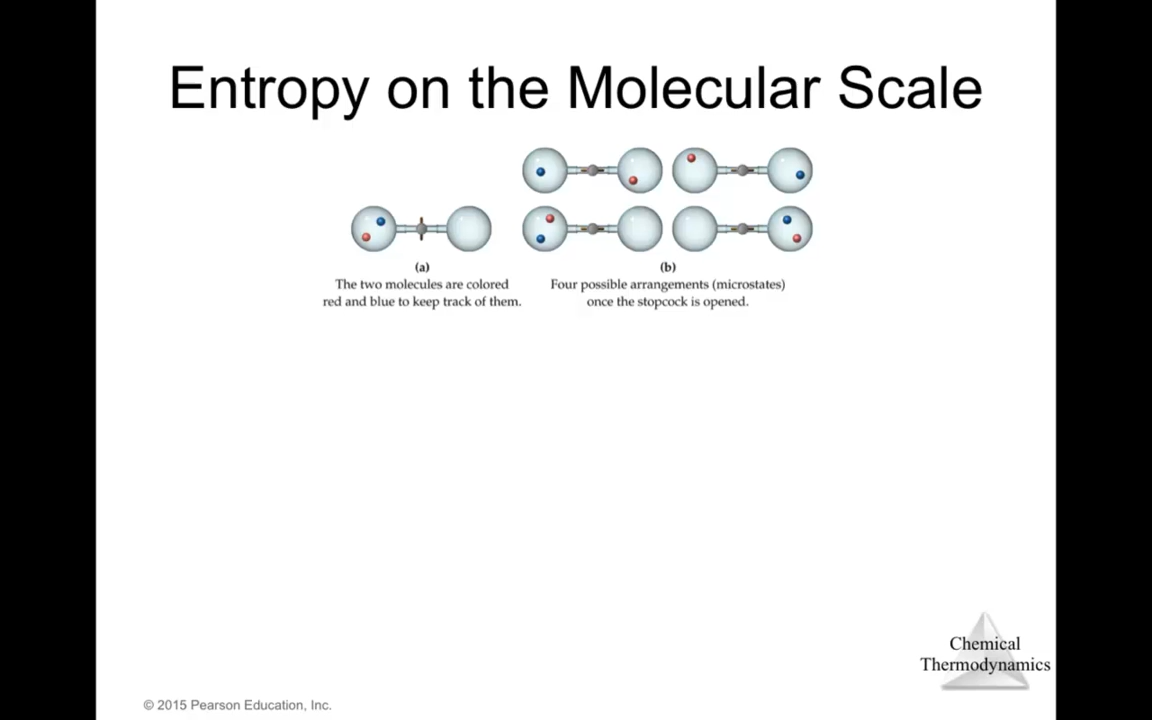 Entropy on the Molecular Scale
(a)
The two molecules are colored
red and blue to keep track of them.
(b)
Four possible arrangements (microstates)
once the stopcock is opened.
Chemical
Thermodynamics
© 2015 Pearson Education, Inc.